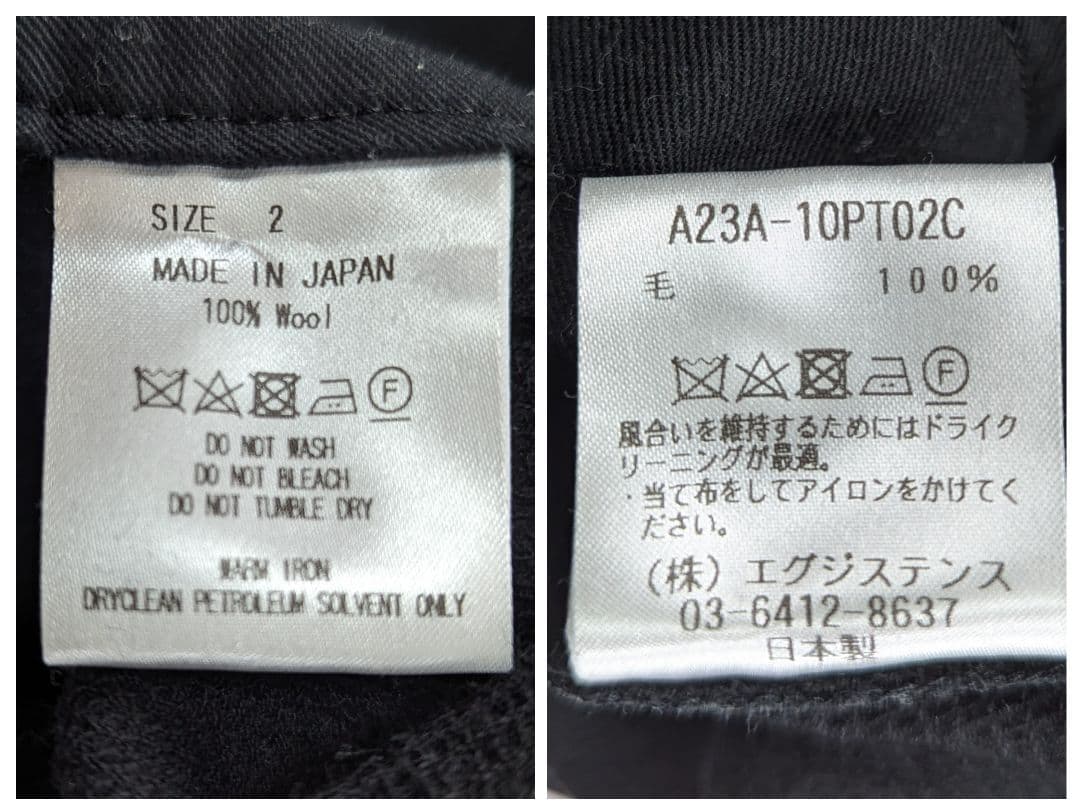 SIZE 2
MADE IN JAPAN
100% Wool
F
DO NOT WASH
DO NOT BLEACH
DO NOT TUMBLE DRY
WARM IRON
DRYCLEAN PETROLEUM SOLVENT ONLY
A23A-10PT02C
毛 100%
F
風合いを維持するためにはドライク
リーニングが最適。
・当て布をしてアイロンをかけてく
ださい。
（株）エグジステンス
03-6412-8637
日本製